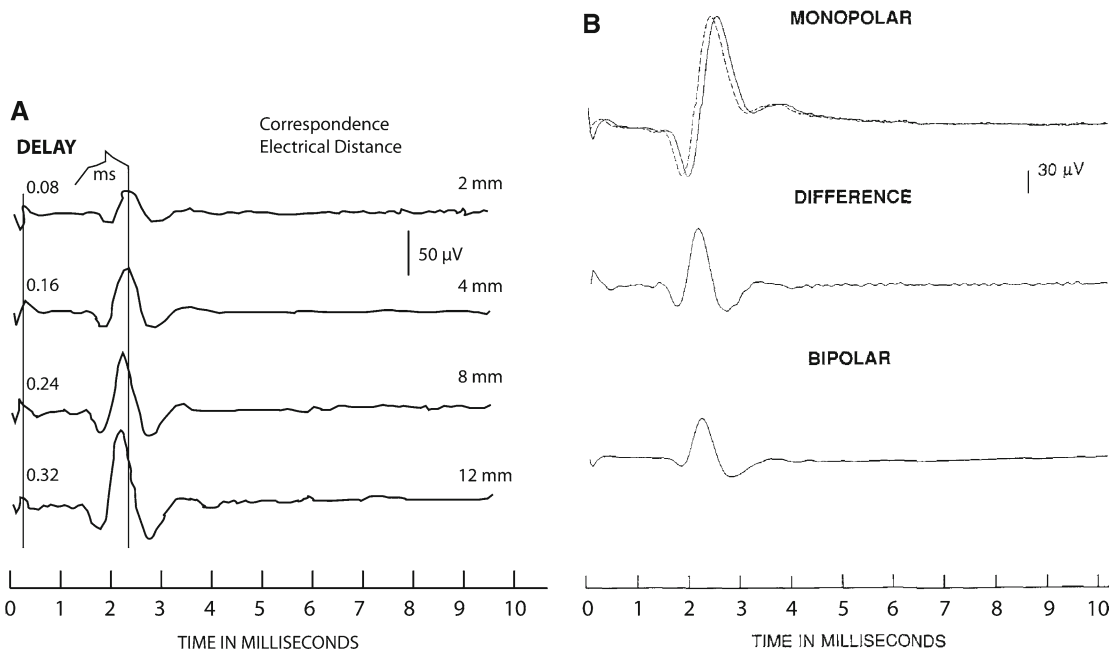 A
DELAY
ms
Correspondence
Electrical Distance
0.08
2 mm
50 µV
0.16
4 mm
0.24
8 mm
0.32
12 mm
0 1 2 3 4 5 6 7 8 9 10
TIME IN MILLISECONDS
B
MONOPOLAR
30 µV
DIFFERENCE
BIPOLAR
0 1 2 3 4 5 6 7 8 9 10
TIME IN MILLISECONDS